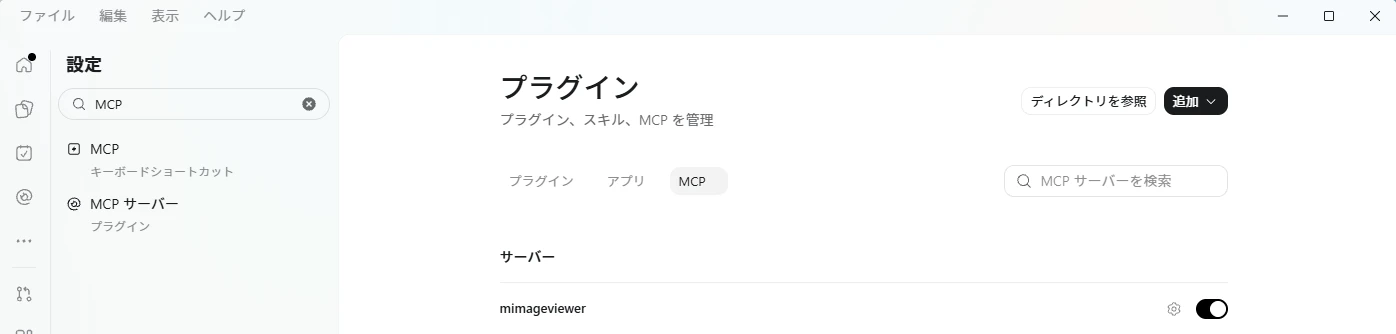 ファイル 編集 表示 ヘルプ
設定
MCP
MCP
キーボードショートカット
MCP サーバー
プラグイン
プラグイン
プラグイン、スキル、MCP を管理
ディレクトリを参照
追加
プラグイン アプリ MCP
MCP サーバーを検索
サーバー
mimageviewer